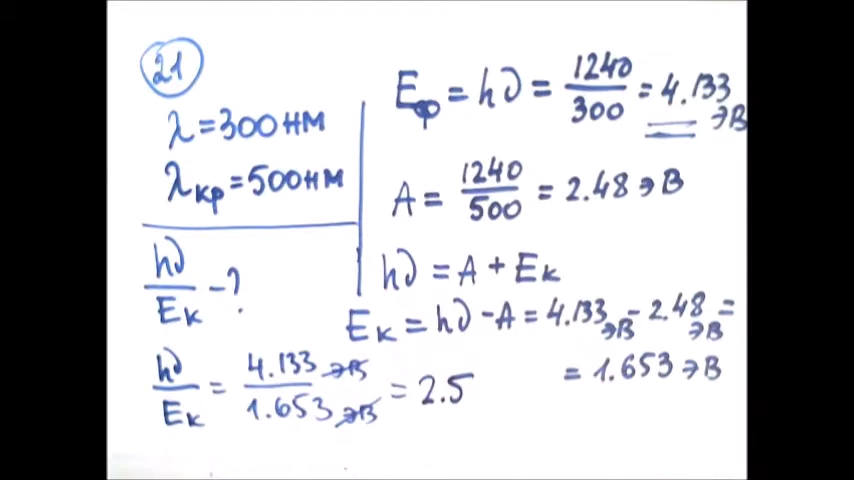 21
λ = 300 нм
λкр = 500 нм
hν/Eк - ?
Eф = hν = 1240/300 = 4.133 эВ
A = 1240/500 = 2.48 эВ
hν = A + Eк
Eк = hν - A = 4.133 эВ - 2.48 эВ =
= 1.653 эВ
hν/Eк = 4.133 эВ/1.653 эВ = 2.5